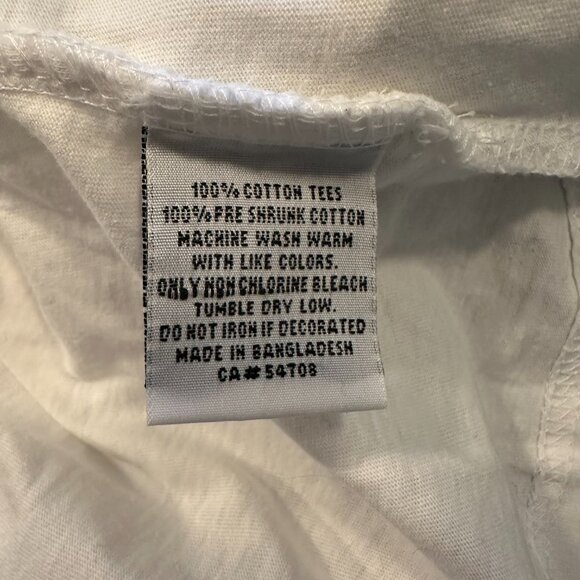 100% COTTON TEES
100% PRE SHRUNK COTTON
MACHINE WASH WARM
WITH LIKE COLORS.
ONLY NON CHLORINE BLEACH
TUMBLE DRY LOW.
DO NOT IRON IF DECORATED
MADE IN BANGLADESH
CA# 54708